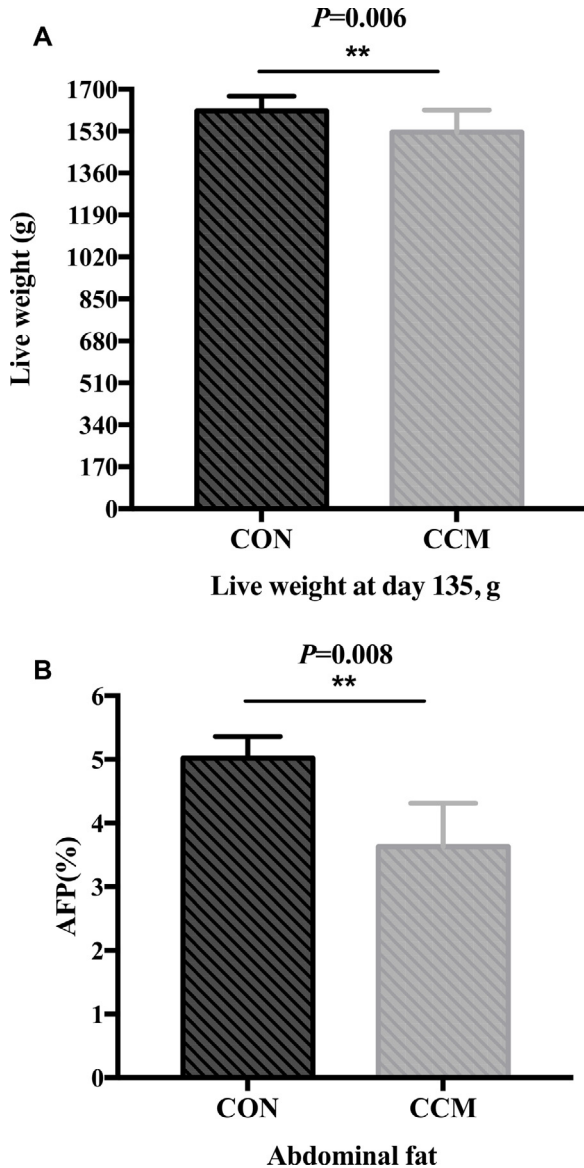 A
P=0.006
**
Live weight (g)
1700
1530
1360
1190
1020
850
680
510
340
170
0
CON CCM
Live weight at day 135, g
B
P=0.008
**
AFP(%)
6
5
4
3
2
1
0
CON CCM
Abdominal fat